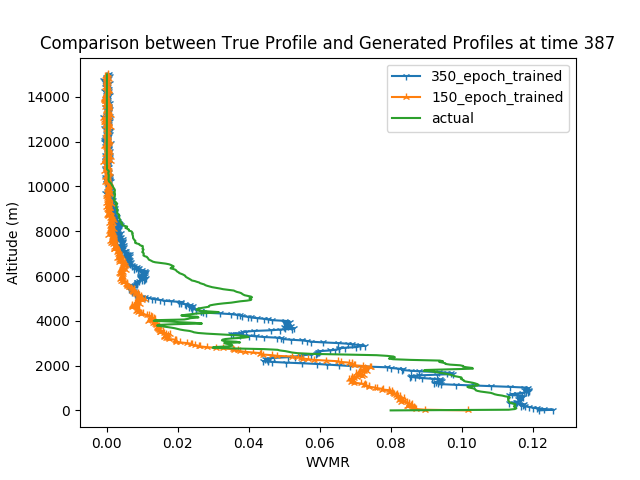 Comparison between True Profile and Generated Profiles at time 387
350_epoch_trained
150_epoch_trained
actual
Altitude (m)
14000
12000
10000
8000
6000
4000
2000
0
0.00 0.02 0.04 0.06 0.08 0.10 0.12
WVMR